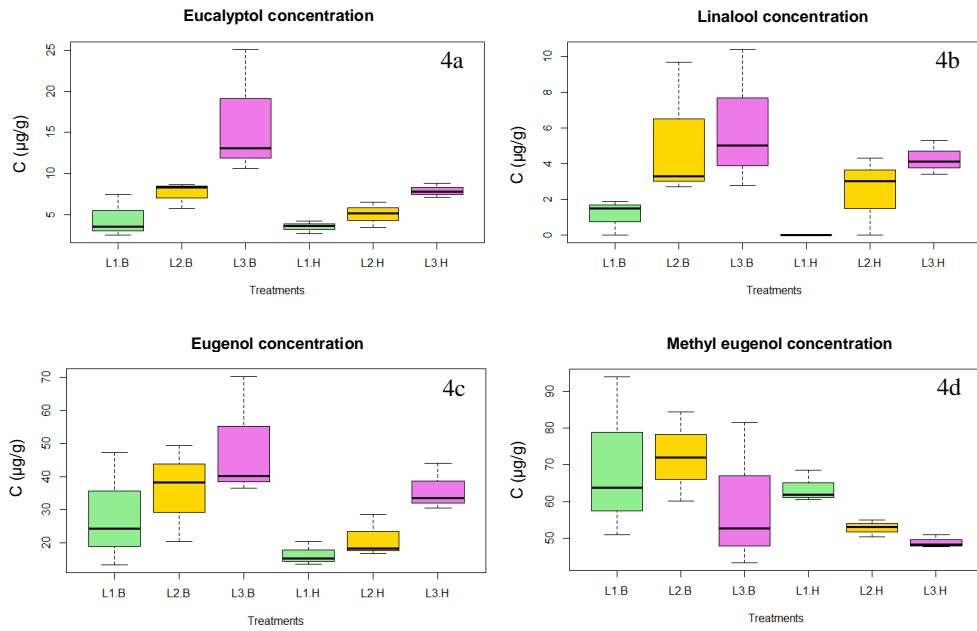 Eucalyptol concentration
4a
C (µg/g)
25
20
15
10
5
L1.B L2.B L3.B L1.H L2.H L3.H
Treatments
Linalool concentration
4b
C (µg/g)
10
8
6
4
2
0
L1.B L2.B L3.B L1.H L2.H L3.H
Treatments
Eugenol concentration
4c
C (µg/g)
70
60
50
40
30
20
L1.B L2.B L3.B L1.H L2.H L3.H
Treatments
Methyl eugenol concentration
4d
C (µg/g)
90
80
70
60
50
L1.B L2.B L3.B L1.H L2.H L3.H
Treatments